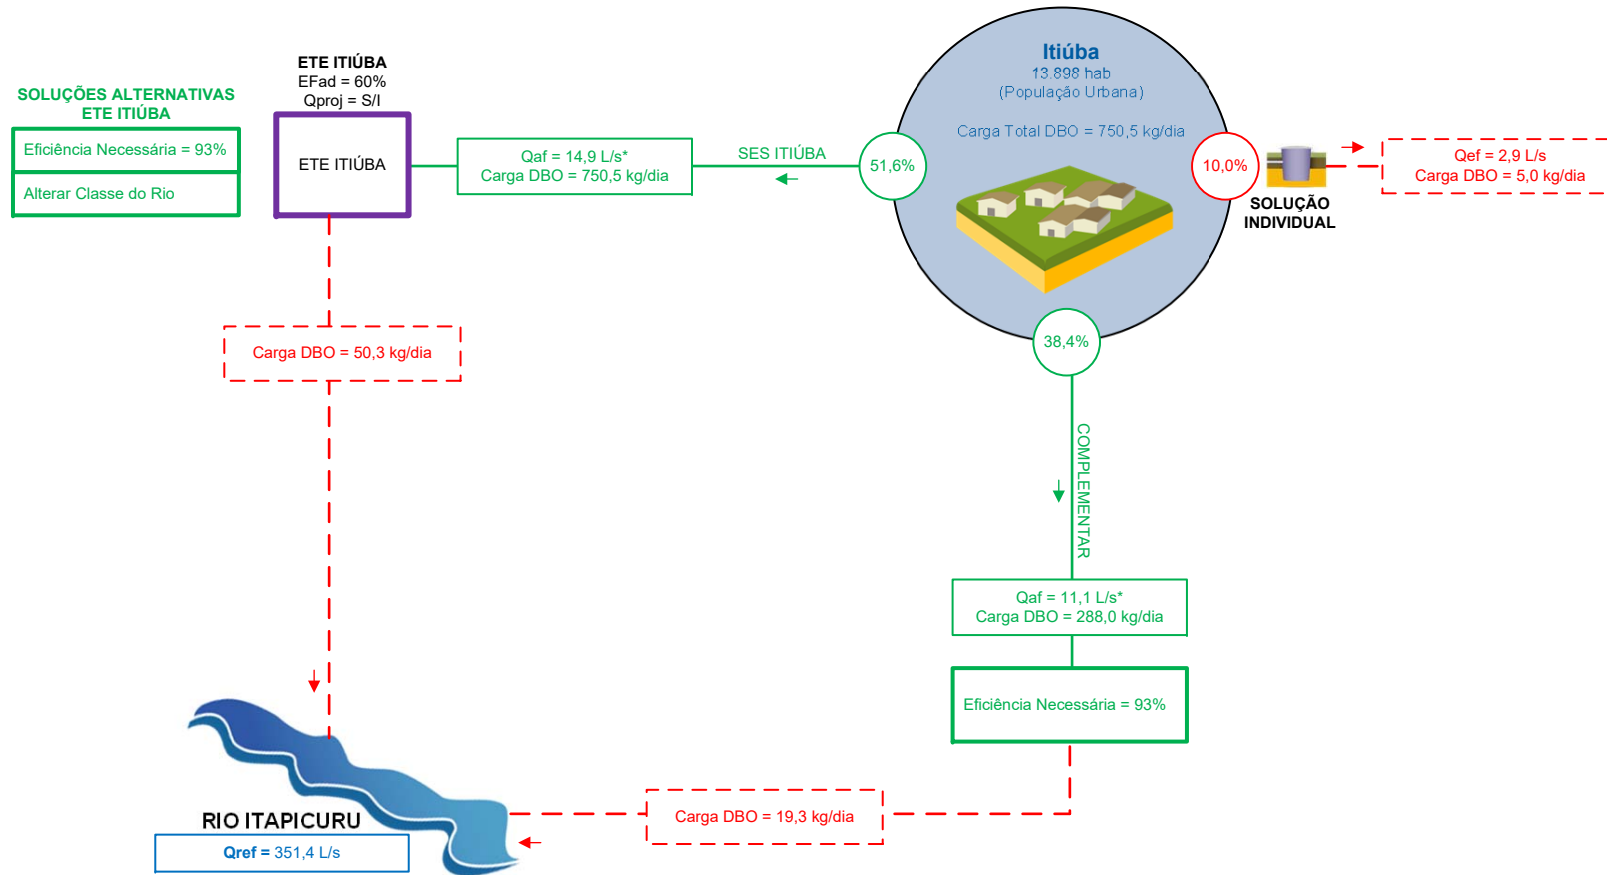 SOLUÇÕES ALTERNATIVAS
ETE ITIÚBA
Eficiência Necessária = 93%
Alterar Classe do Rio
ETE ITIÚBA
EFad = 60%
Qproj = S/I
ETE ITIÚBA
Qaf = 14,9 L/s*
Carga DBO = 750,5 kg/dia
SES ITIÚBA
51,6%
Itiúba
13.898 hab
(População Urbana)
Carga Total DBO = 750,5 kg/dia
10,0%
SOLUÇÃO
INDIVIDUAL
Qef = 2,9 L/s
Carga DBO = 5,0 kg/dia
38,4%
COMPLEMENTAR
Carga DBO = 50,3 kg/dia
Qaf = 11,1 L/s*
Carga DBO = 288,0 kg/dia
Eficiência Necessária = 93%
Carga DBO = 19,3 kg/dia
RIO ITAPICURU
Qref = 351,4 L/s